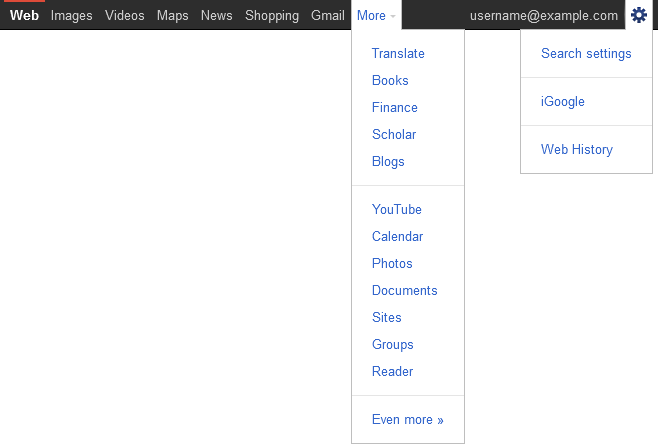 Web Images Videos Maps News Shopping Gmail More username@example.com
Translate
Books
Finance
Scholar
Blogs
YouTube
Calendar
Photos
Documents
Sites
Groups
Reader
Even more »
Search settings
iGoogle
Web History